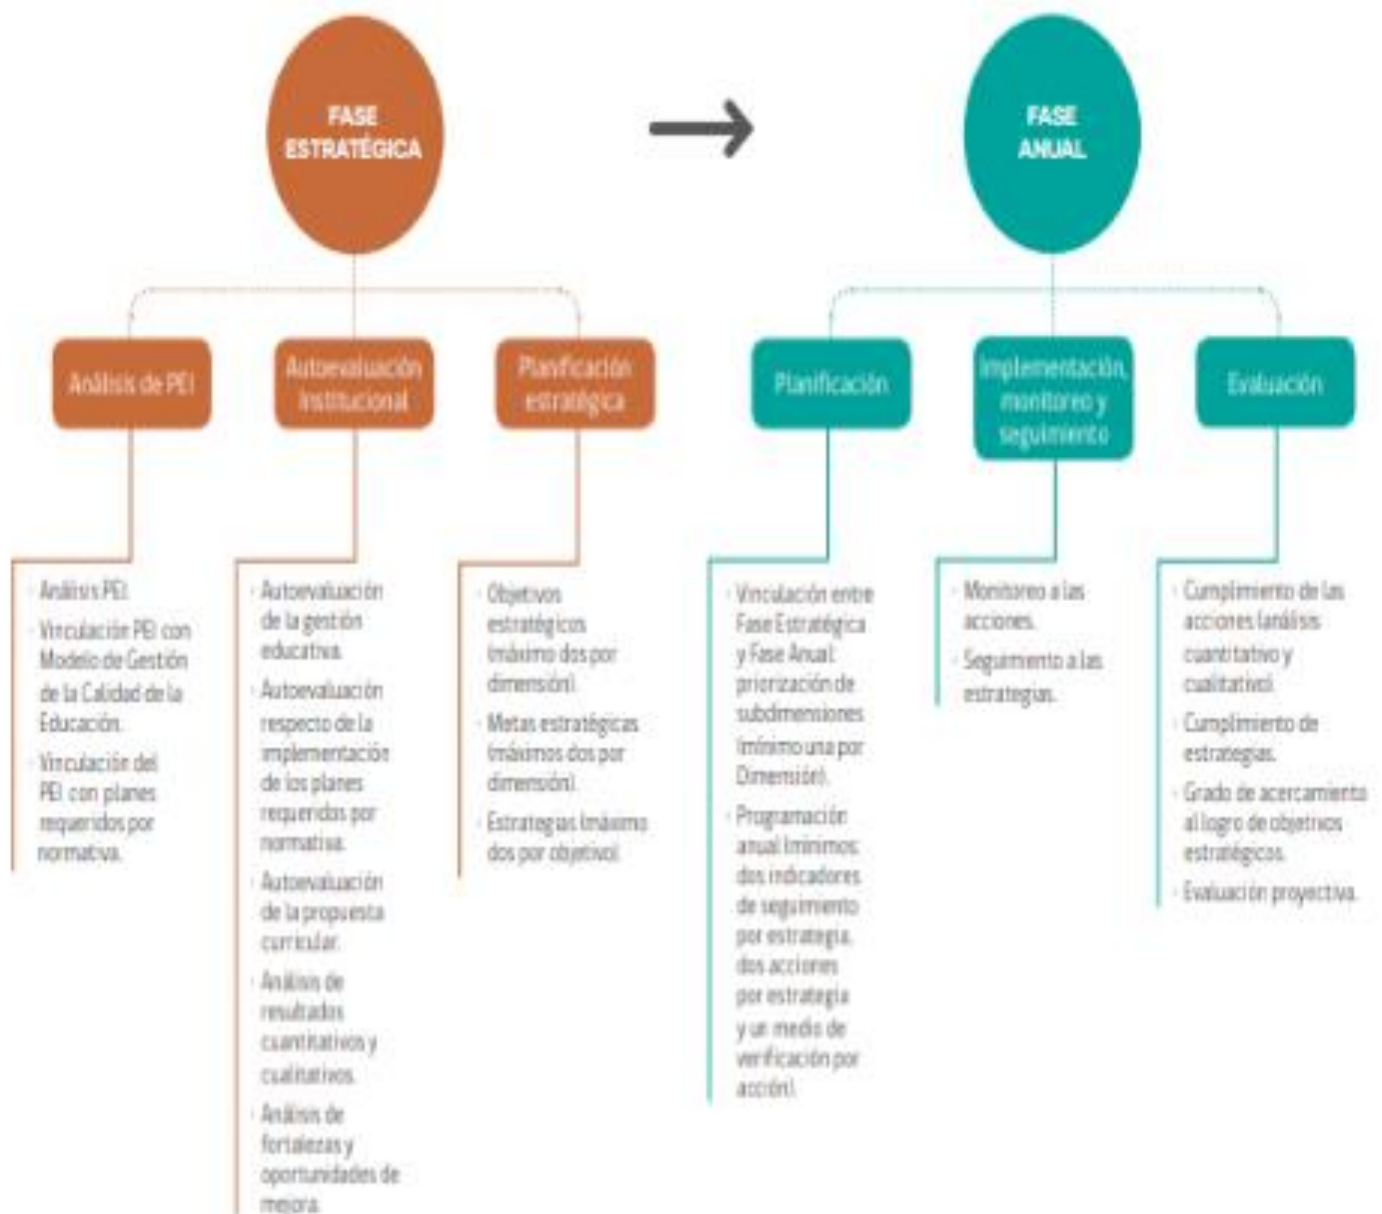 FASE
ESTRATÉGICA
FASE
ANUAL
Análisis de PEI
Autoevaluación
Institucional
Planificación
estratégica
Planificación
Implementación,
monitoreo y
seguimiento
Evaluación
· Análisis PEI.
· Vinculación PEI con
Modelo de Gestión
de la Calidad de la
Educación.
· Vinculación del
PEI con planes
requeridos por
normativa.
· Autoevaluación
de la gestión
educativa.
· Autoevaluación
respecto de la
implementación
de los planes
requeridos por
normativa.
· Autoevaluación
de la propuesta
curricular.
· Análisis de
resultados
cuantitativos y
cualitativos.
· Análisis de
fortalezas y
oportunidades de
mejora.
· Objetivos
estratégicos
(máximo dos por
dimensión).
· Metas estratégicas
(máximos dos por
dimensión).
· Estrategias (máximo
dos por objetivo).
· Vinculación entre
Fase Estratégica
y Fase Anual:
priorización de
subdimensiones
(mínimo una por
Dimensión).
· Programación
anual (mínimos:
dos indicadores
de seguimiento
por estrategia,
dos acciones
por estrategia
y un medio de
verificación por
acción).
· Monitoreo a las
acciones.
· Seguimiento a las
estrategias.
· Cumplimiento de las
acciones (análisis
cuantitativo y
cualitativo).
· Cumplimiento de
estrategias.
· Grado de acercamiento
al logro de objetivos
estratégicos.
· Evaluación proyectiva.